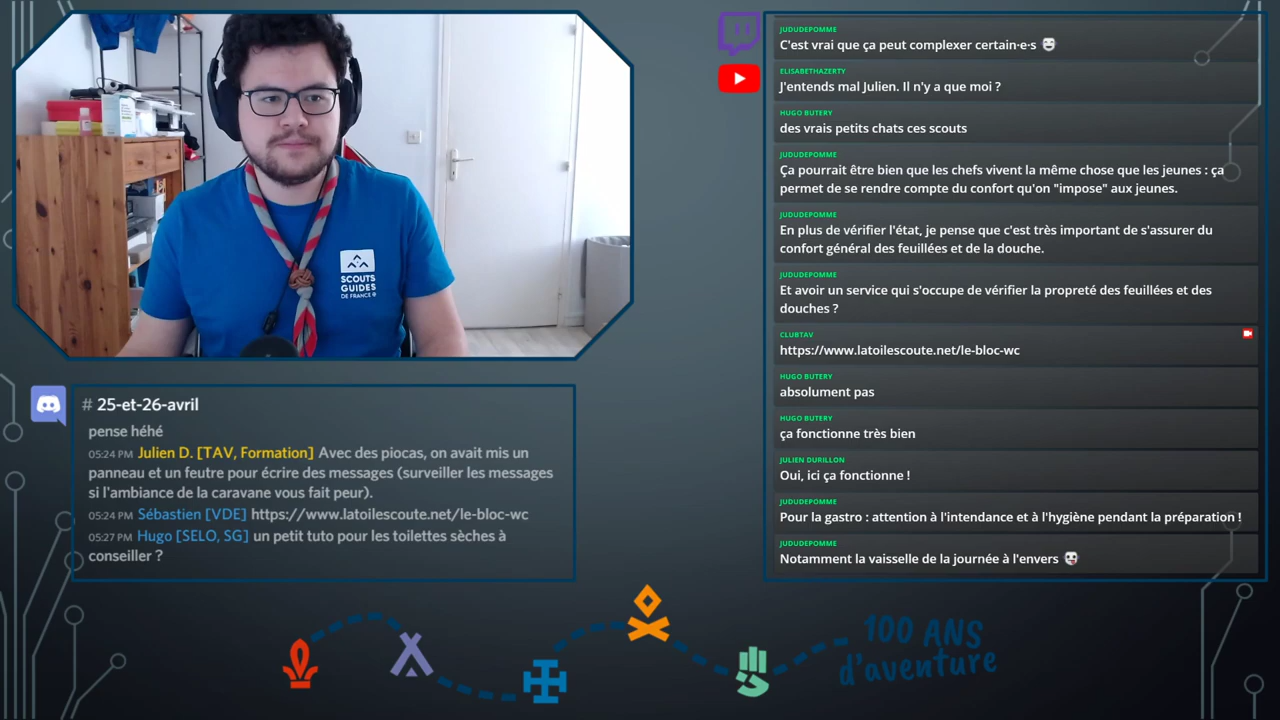 SCOUTS
GUIDES
DE FRANCE
# 25-et-26-avril
pense héhé
05:24 PM Julien D. [TAV, Formation] Avec des piocas, on avait mis un
panneau et un feutre pour écrire des messages (surveiller les messages
si l'ambiance de la caravane vous fait peur).
05:24 PM Sébastien [VDE] https://www.latoilescoute.net/le-bloc-wc
05:27 PM Hugo [SELO, SG] un petit tuto pour les toilettes sèches à
conseiller ?
JUDUDEPOMME
C'est vrai que ça peut complexer certain·e·s
ELISABETHAZERTY
J'entends mal Julien. Il n'y a que moi ?
HUGO BUTERY
des vrais petits chats ces scouts
JUDUDEPOMME
Ça pourrait être bien que les chefs vivent la même chose que les jeunes : ça
permet de se rendre compte du confort qu'on "impose" aux jeunes.
JUDUDEPOMME
En plus de vérifier l'état, je pense que c'est très important de s'assurer du
confort général des feuillées et de la douche.
JUDUDEPOMME
Et avoir un service qui s'occupe de vérifier la propreté des feuillées et des
douches ?
CLUBTAV
https://www.latoilescoute.net/le-bloc-wc
HUGO BUTERY
absolument pas
HUGO BUTERY
ça fonctionne très bien
JULIEN DURILLON
Oui, ici ça fonctionne !
JUDUDEPOMME
Pour la gastro : attention à l'intendance et à l'hygiène pendant la préparation !
JUDUDEPOMME
Notamment la vaisselle de la journée à l'envers
100 ANS
d'aventure